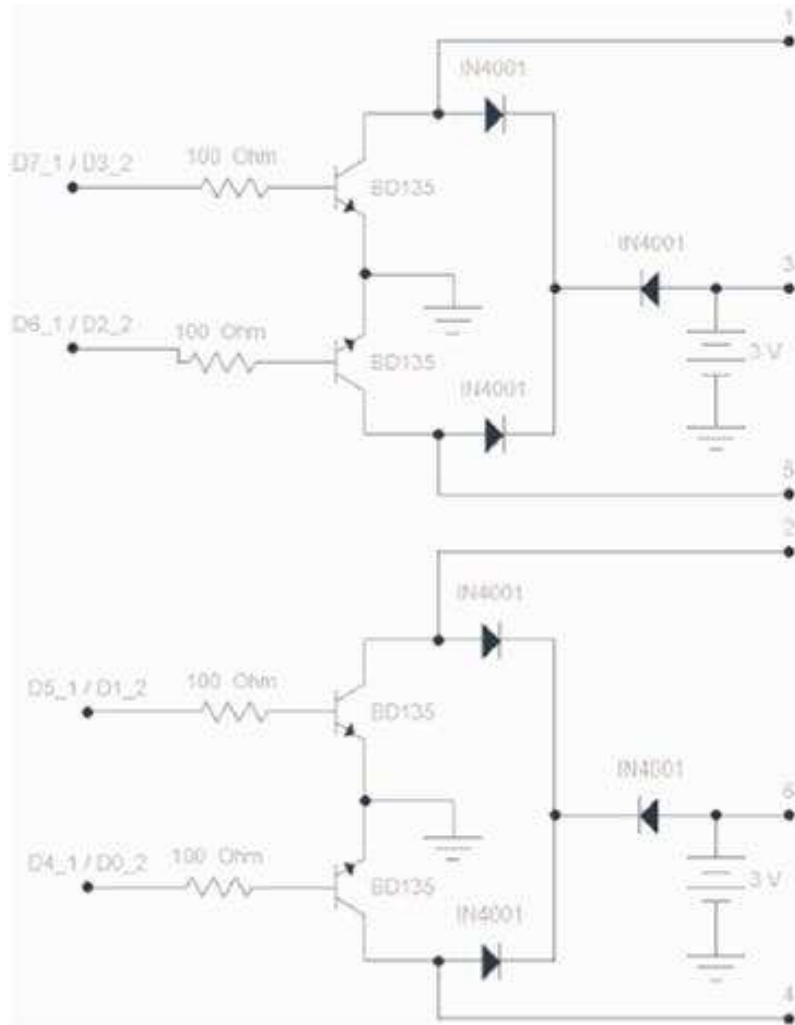 1
IN4001
D7_1 / D3_2
100 Ohm
BD135
IN4001
3
D6_1 / D2_2
100 Ohm
BD135
3 V
IN4001
5
2
IN4001
D5_1 / D1_2
100 Ohm
BD135
IN4001
6
D4_1 / D0_2
100 Ohm
BD135
3 V
IN4001
4